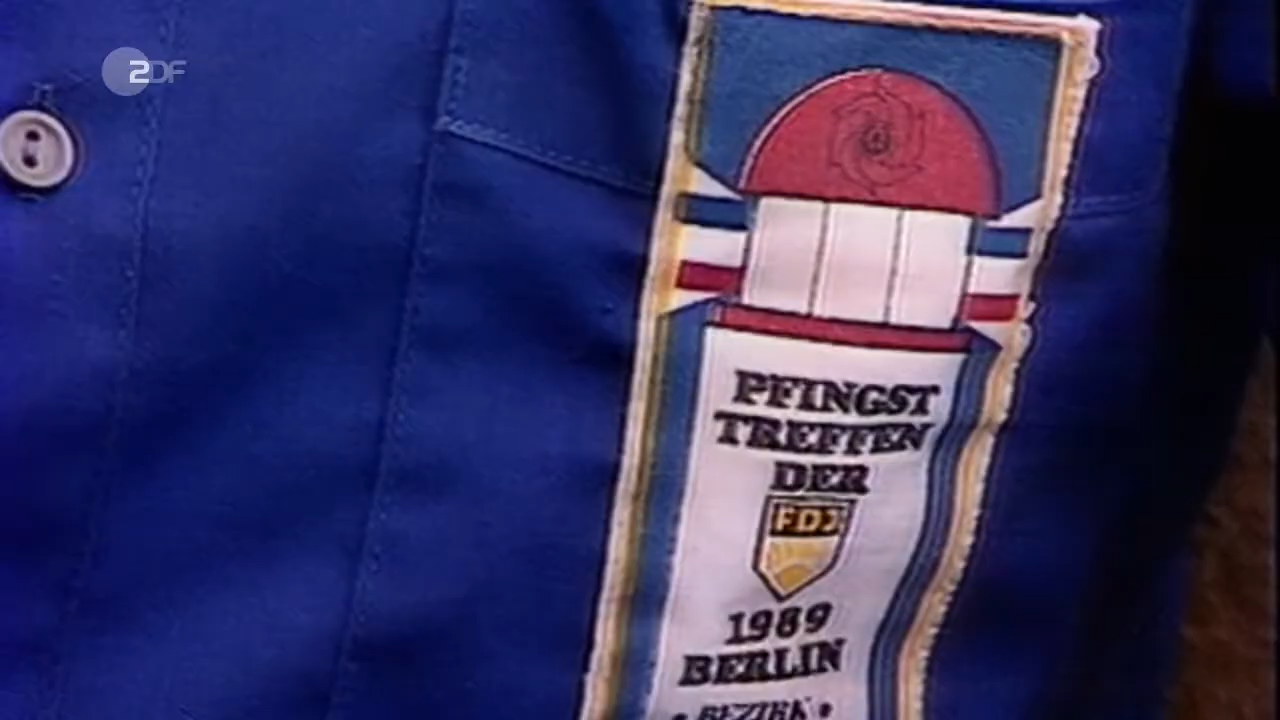 2DF
PFINGST
TREFFEN
DER
FDJ
1989
BERLIN
• BEZIRK •